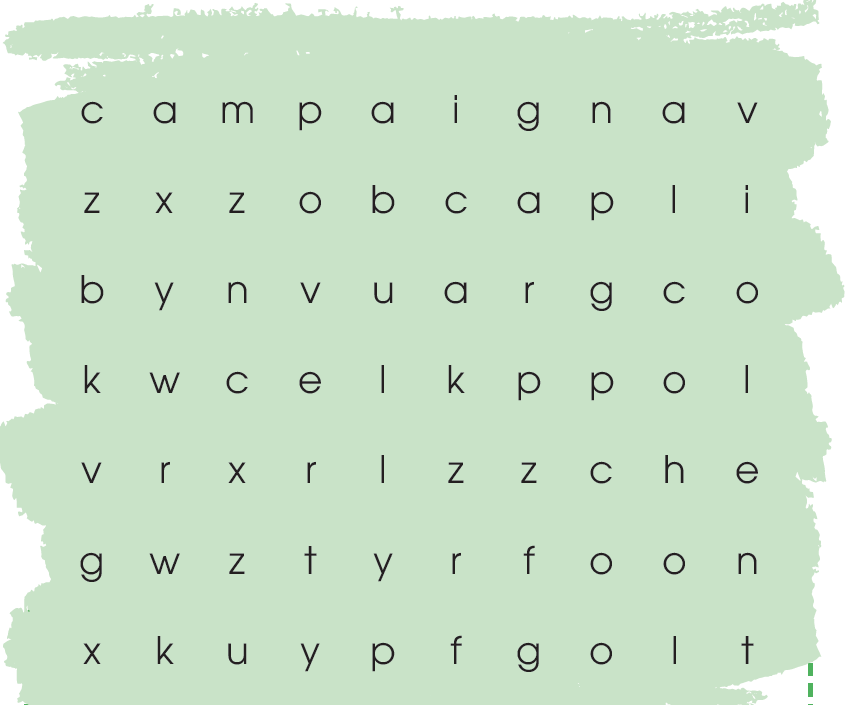 c a m p a i g n a v
z x z o b c a p l i
b y n v u a r g c o
k w c e l k p p o l
v r x r l z z c h e
g w z t y r f o o n
x k u y p f g o l t